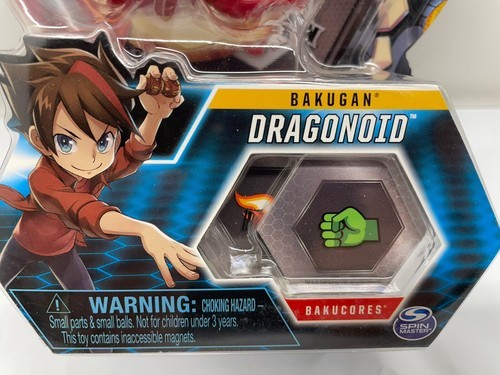 BAKUGAN®
DRAGONOID™
BAKUCORES™
WARNING: CHOKING HAZARD –
Small parts & small balls. Not for children under 3 years.
This toy contains inaccessible magnets.
SPIN
MASTER™